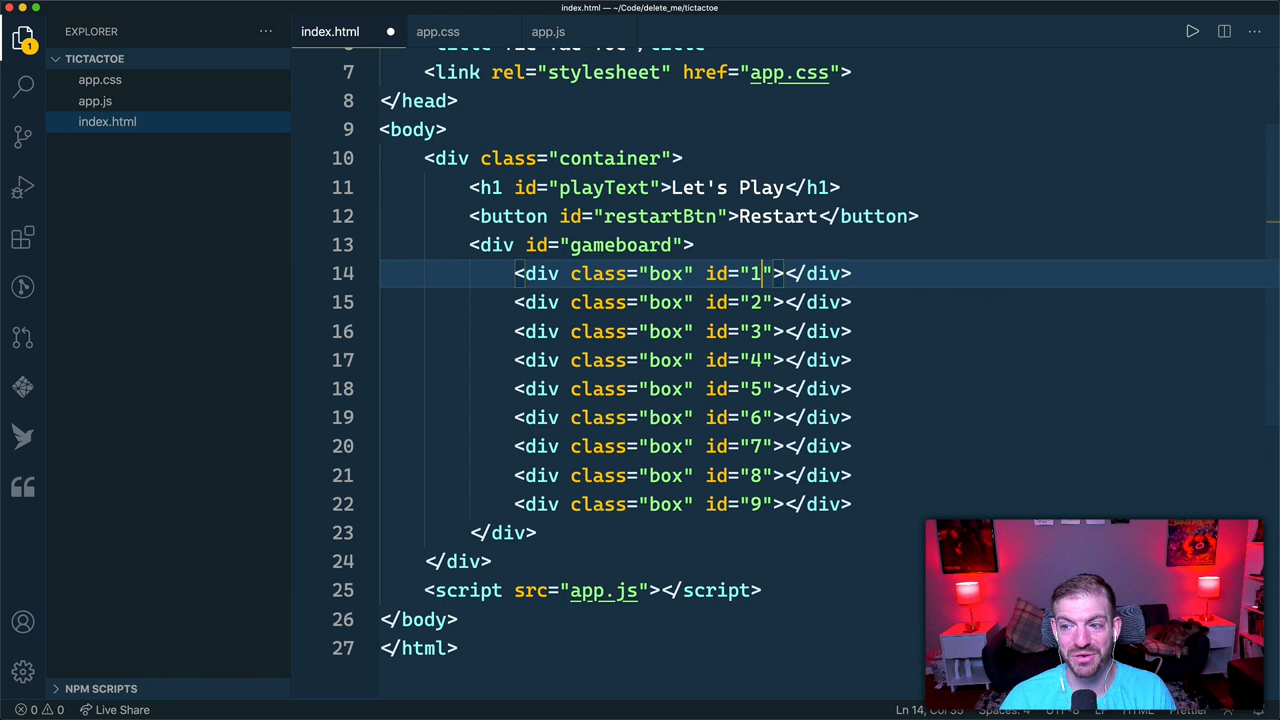 index.html — ~/Code/delete_me/tictactoe
EXPLORER
index.html
app.css
app.js
TICTACTOE
app.css
app.js
index.html
1
7 <link rel="stylesheet" href="app.css">
8 </head>
9 <body>
10 <div class="container">
11 <h1 id="playText">Let's Play</h1>
12 <button id="restartBtn">Restart</button>
13 <div id="gameboard">
14 <div class="box" id="1"></div>
15 <div class="box" id="2"></div>
16 <div class="box" id="3"></div>
17 <div class="box" id="4"></div>
18 <div class="box" id="5"></div>
19 <div class="box" id="6"></div>
20 <div class="box" id="7"></div>
21 <div class="box" id="8"></div>
22 <div class="box" id="9"></div>
23 </div>
24 </div>
25 <script src="app.js"></script>
26 </body>
27 </html>
NPM SCRIPTS
0 0 Live Share
Ln 14, Col 35